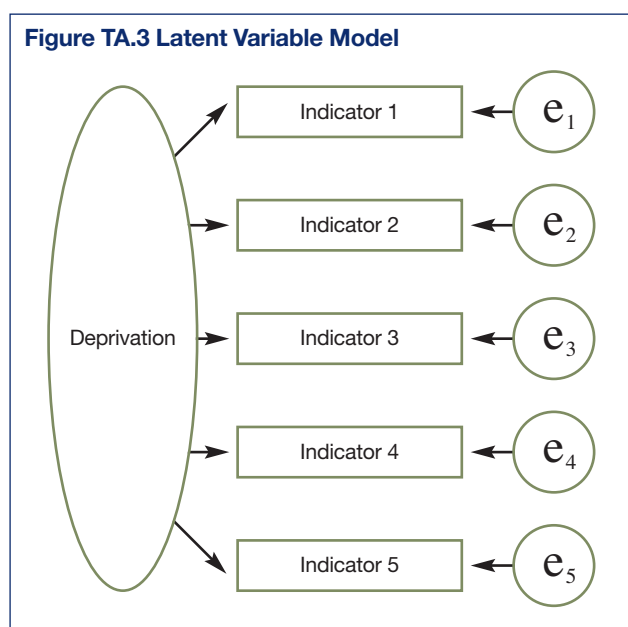 Figure TA.3 Latent Variable Model
Indicator 1
e1
Indicator 2
e2
Deprivation
Indicator 3
e3
Indicator 4
e4
Indicator 5
e5